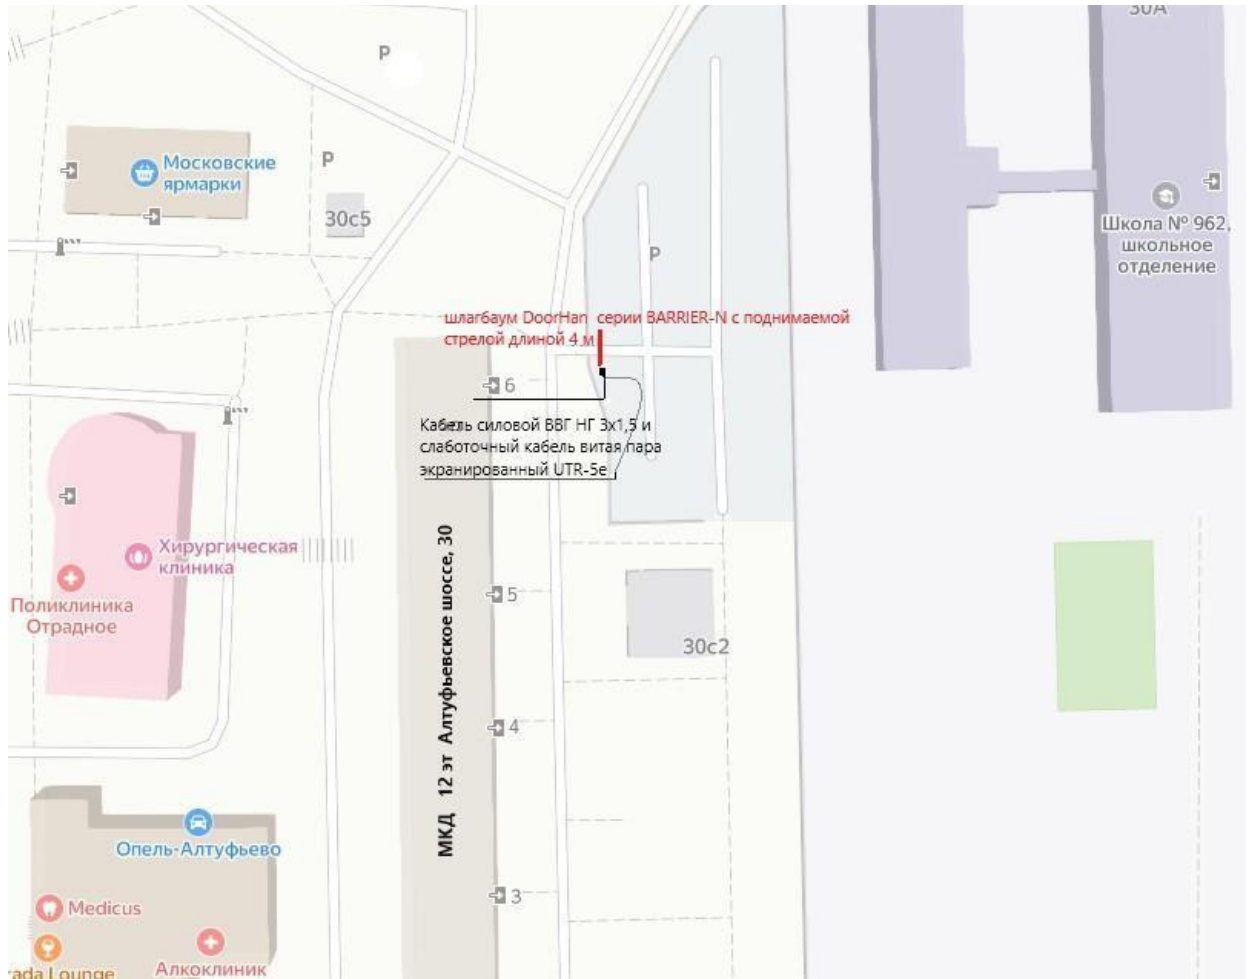 30А
P
Московские
ярмарки
P
30с5
Школа № 962,
школьное
отделение
P
шлагбаум DoorHan серии BARRIER-N с поднимаемой
стрелой длиной 4 м
6
Кабель силовой ВВГ НГ 3х1,5 и
слаботочный кабель витая пара
экранированный UTR-5e
МКД 12 эт Алтуфьевское шоссе, 30
Хирургическая
клиника
Поликлиника
Отрадное
5
30с2
4
Опель-Алтуфьево
3
Medicus
Алкоклиник
ada Lounge